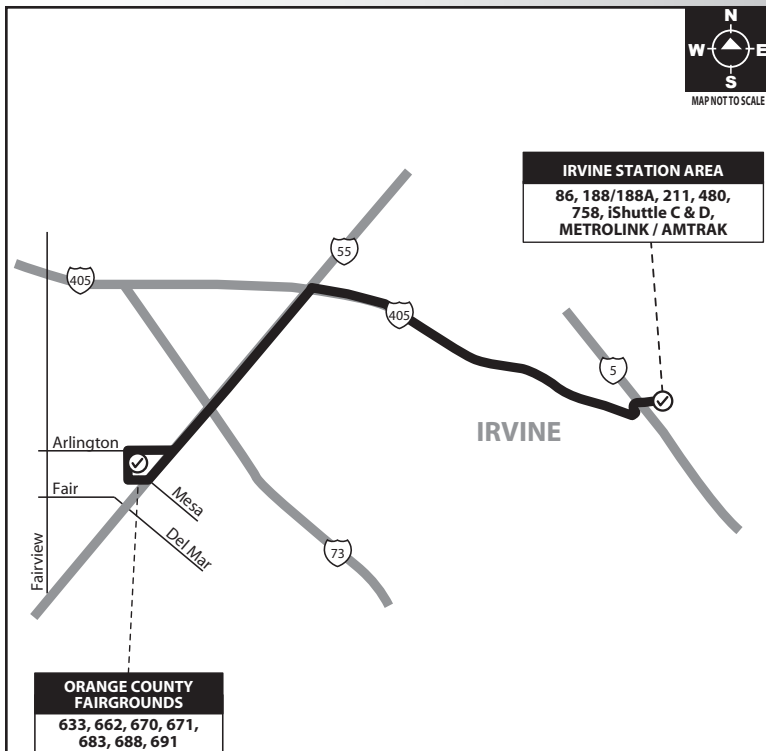 N
W E
S
MAP NOT TO SCALE
IRVINE STATION AREA
86, 188/188A, 211, 480,
758, iShuttle C & D,
METROLINK / AMTRAK
55
405
405
5
IRVINE
Arlington
Fair
Mesa
Del Mar
Fairview
73
ORANGE COUNTY
FAIRGROUNDS
633, 662, 670, 671,
683, 688, 691